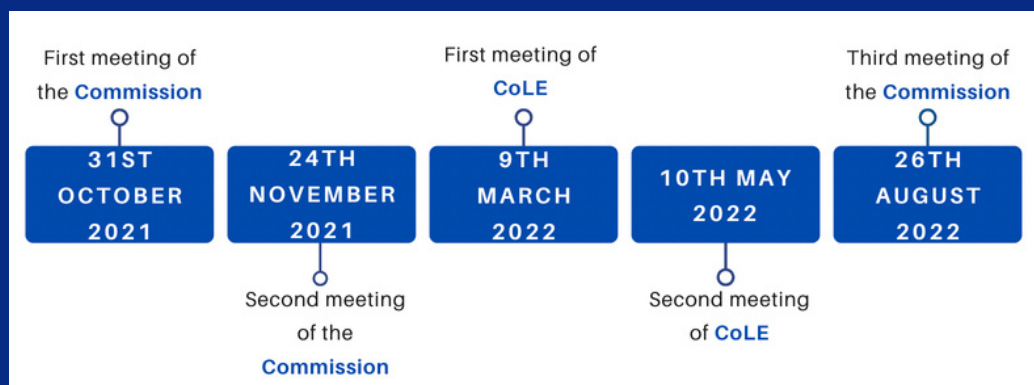 First meeting of
the Commission
31ST
OCTOBER
2021
24TH
NOVEMBER
2021
Second meeting
of the
Commission
First meeting of
CoLE
9TH
MARCH
2022
10TH MAY
2022
Second meeting
of CoLE
Third meeting of
the Commission
26TH
AUGUST
2022